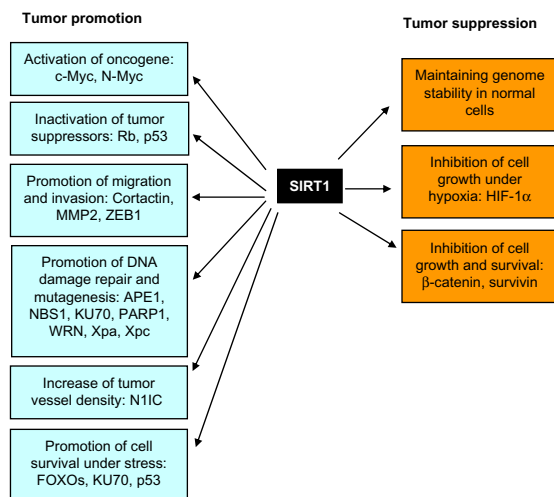 Tumor promotion
Activation of oncogene:
c-Myc, N-Myc
Inactivation of tumor
suppressors: Rb, p53
Promotion of migration
and invasion: Cortactin,
MMP2, ZEB1
Promotion of DNA
damage repair and
mutagenesis: APE1,
NBS1, KU70, PARP1,
WRN, Xpa, Xpc
Increase of tumor
vessel density: N1IC
Promotion of cell
survival under stress:
FOXOs, KU70, p53
SIRT1
Tumor suppression
Maintaining genome
stability in normal
cells
Inhibition of cell
growth under
hypoxia: HIF-1α
Inhibition of cell
growth and survival:
β-catenin, survivin